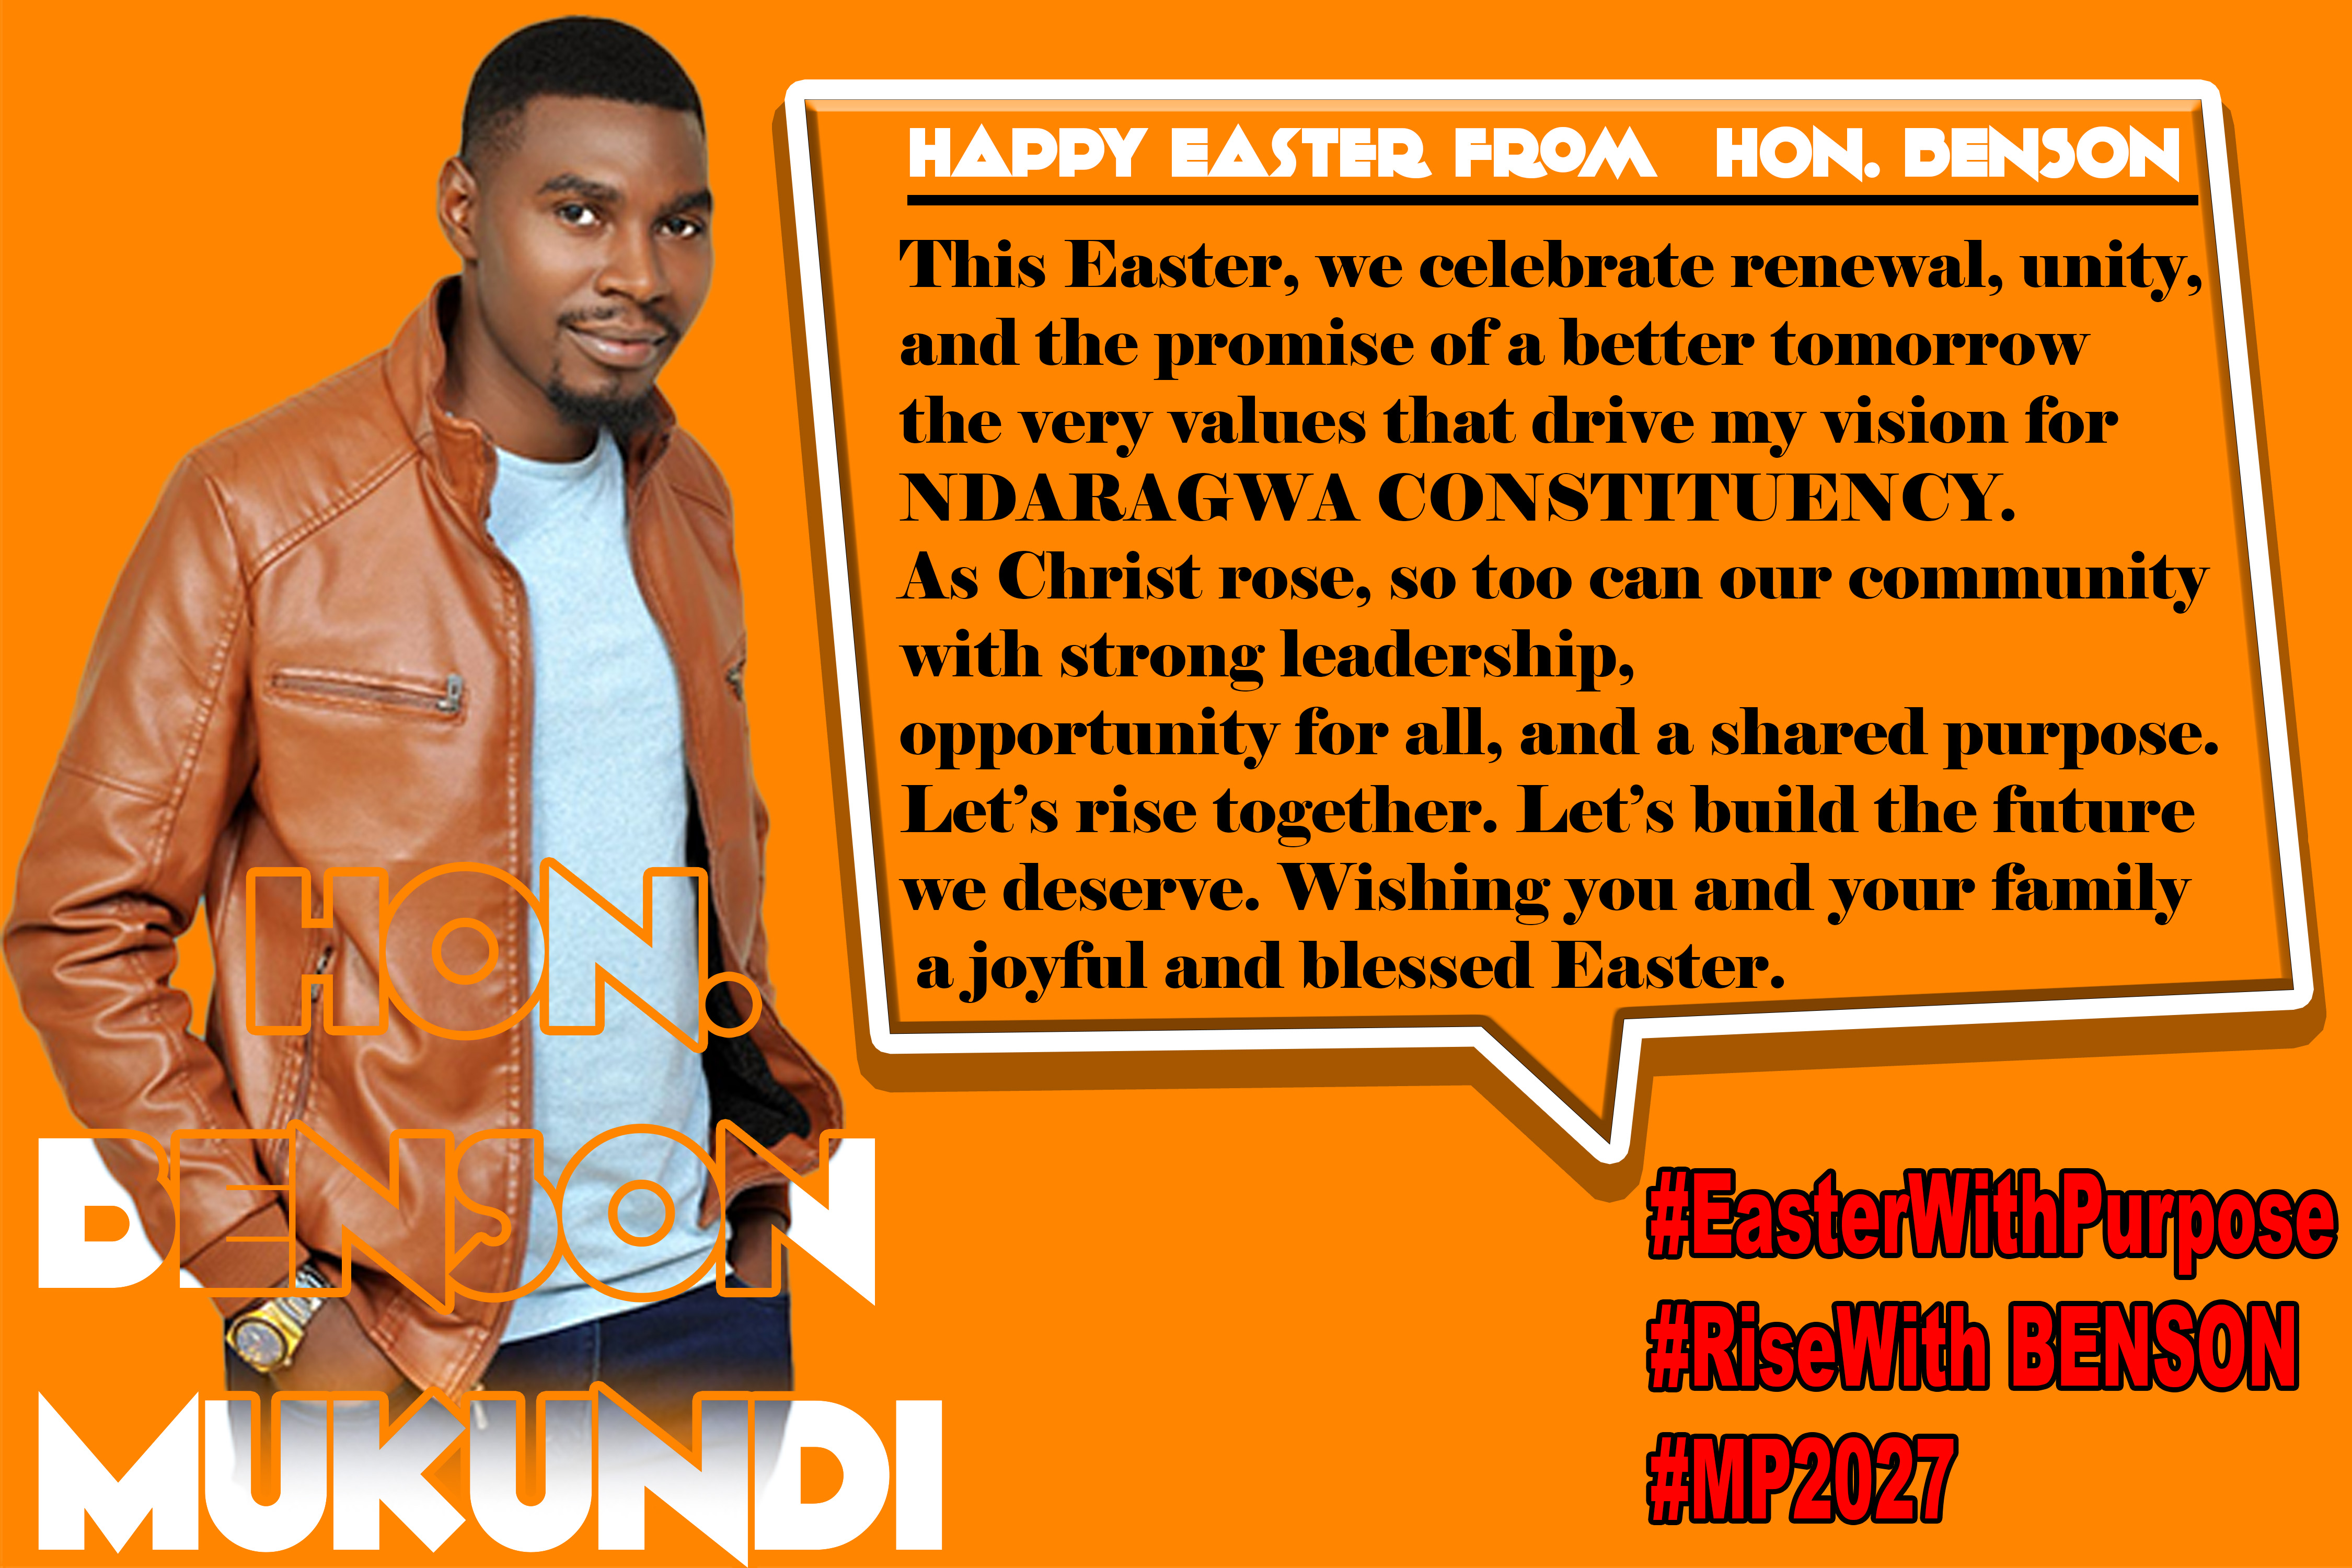 HAPPY EASTER FROM HON. BENSON
This Easter, we celebrate renewal, unity,
and the promise of a better tomorrow
the very values that drive my vision for
NDARAGWA CONSTITUENCY.
As Christ rose, so too can our community
with strong leadership,
opportunity for all, and a shared purpose.
Let’s rise together. Let’s build the future
we deserve. Wishing you and your family
a joyful and blessed Easter.
HON.
BENSON
MUKUNDI
#EasterWithPurpose
#RiseWith BENSON
#MP2027